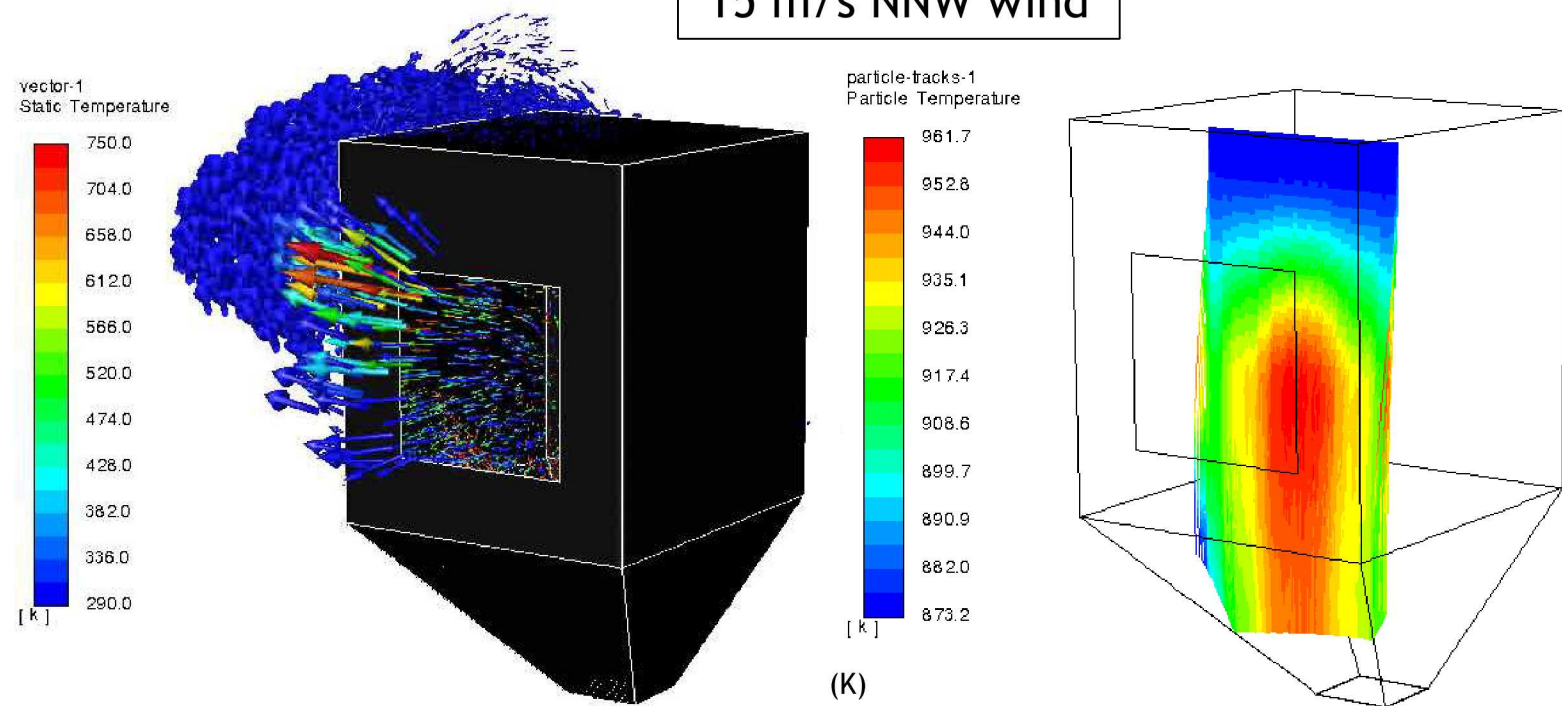 15 m/s NNW wind
vector-1
Static Temperature
750.0
704.0
658.0
612.0
566.0
520.0
474.0
428.0
382.0
336.0
290.0
[ k ]
particle-tracks-1
Particle Temperature
961.7
952.8
944.0
935.1
926.3
917.4
908.6
899.7
890.9
882.0
873.2
[ k ]
(K)